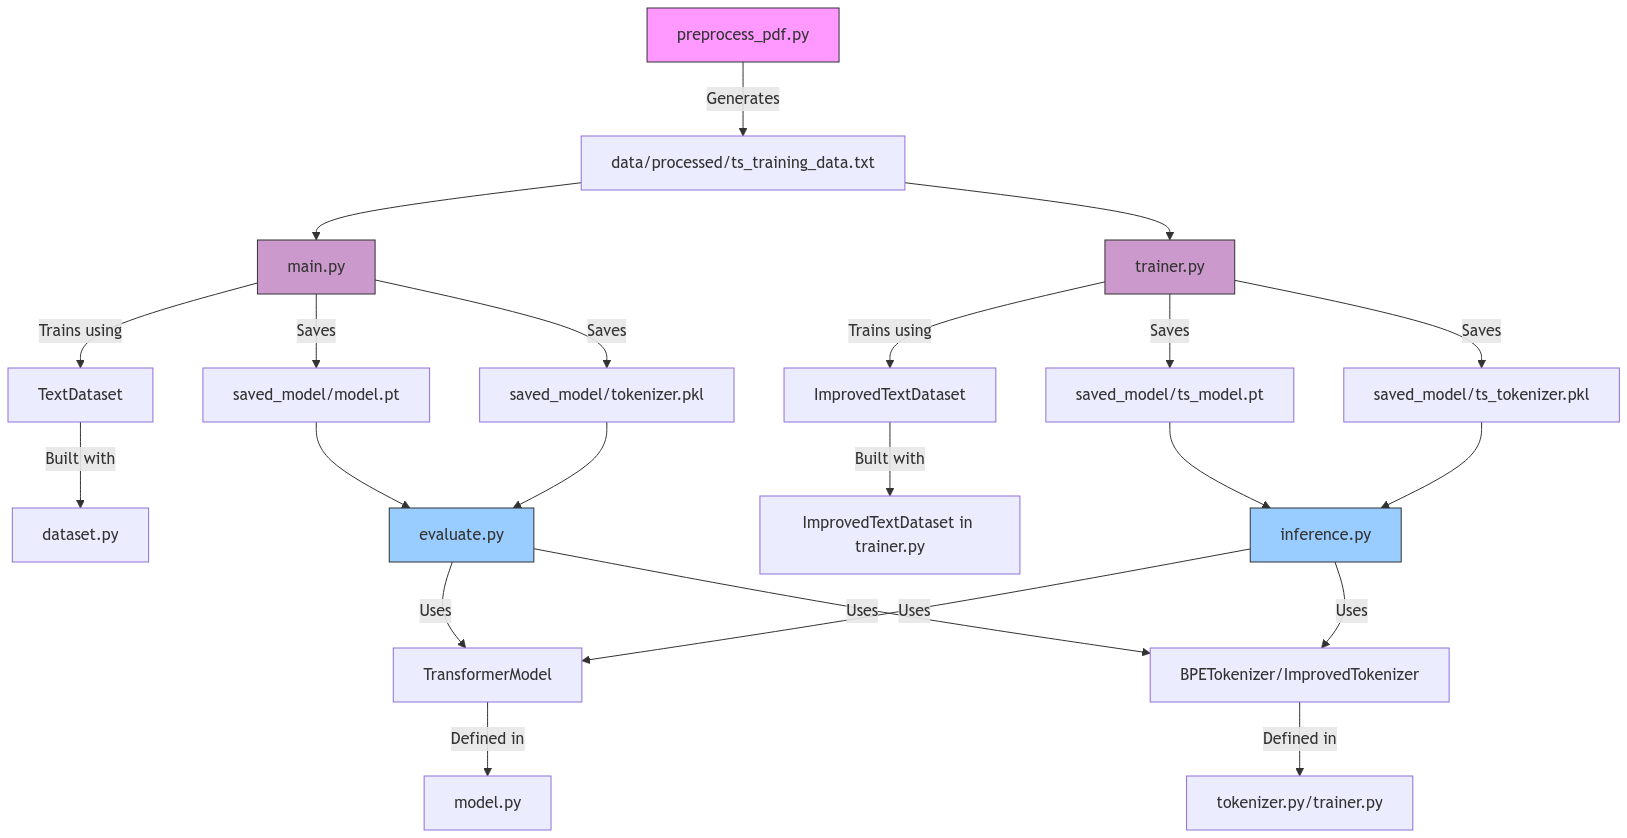 preprocess_pdf.py
Generates
data/processed/ts_training_data.txt
main.py
trainer.py
Trains using
Saves
Saves
Trains using
Saves
Saves
TextDataset
saved_model/model.pt
saved_model/tokenizer.pkl
ImprovedTextDataset
saved_model/ts_model.pt
saved_model/ts_tokenizer.pkl
Built with
Built with
dataset.py
evaluate.py
ImprovedTextDataset in
trainer.py
inference.py
Uses
Uses
Uses
Uses
TransformerModel
BPETokenizer/ImprovedTokenizer
Defined in
Defined in
model.py
tokenizer.py/trainer.py